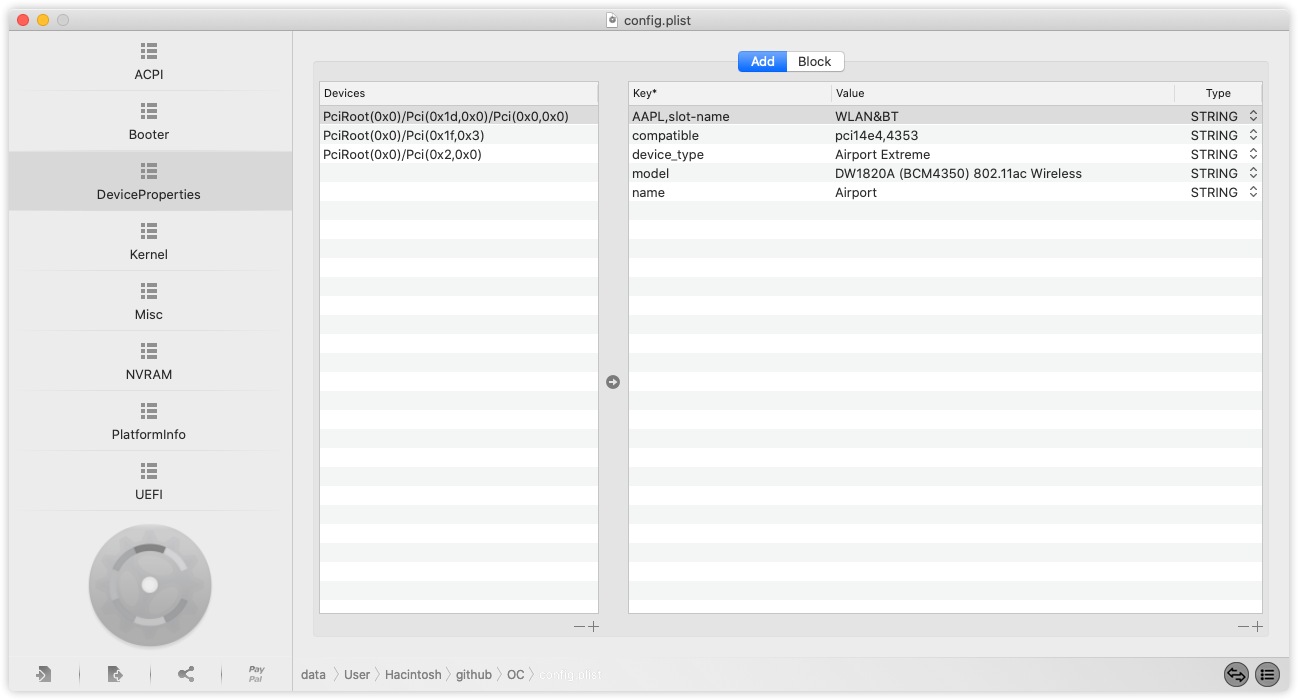 config.plist
ACPI
Booter
DeviceProperties
Kernel
Misc
NVRAM
PlatformInfo
UEFI
Pay
Pal
Add Block
Devices
PciRoot(0x0)/Pci(0x1d,0x0)/Pci(0x0,0x0)
PciRoot(0x0)/Pci(0x1f,0x3)
PciRoot(0x0)/Pci(0x2,0x0)
Key* Value Type
AAPL,slot-name WLAN&BT STRING
compatible pci14e4,4353 STRING
device_type Airport Extreme STRING
model DW1820A (BCM4350) 802.11ac Wireless STRING
name Airport STRING
data User Hacintosh github OC config.plist